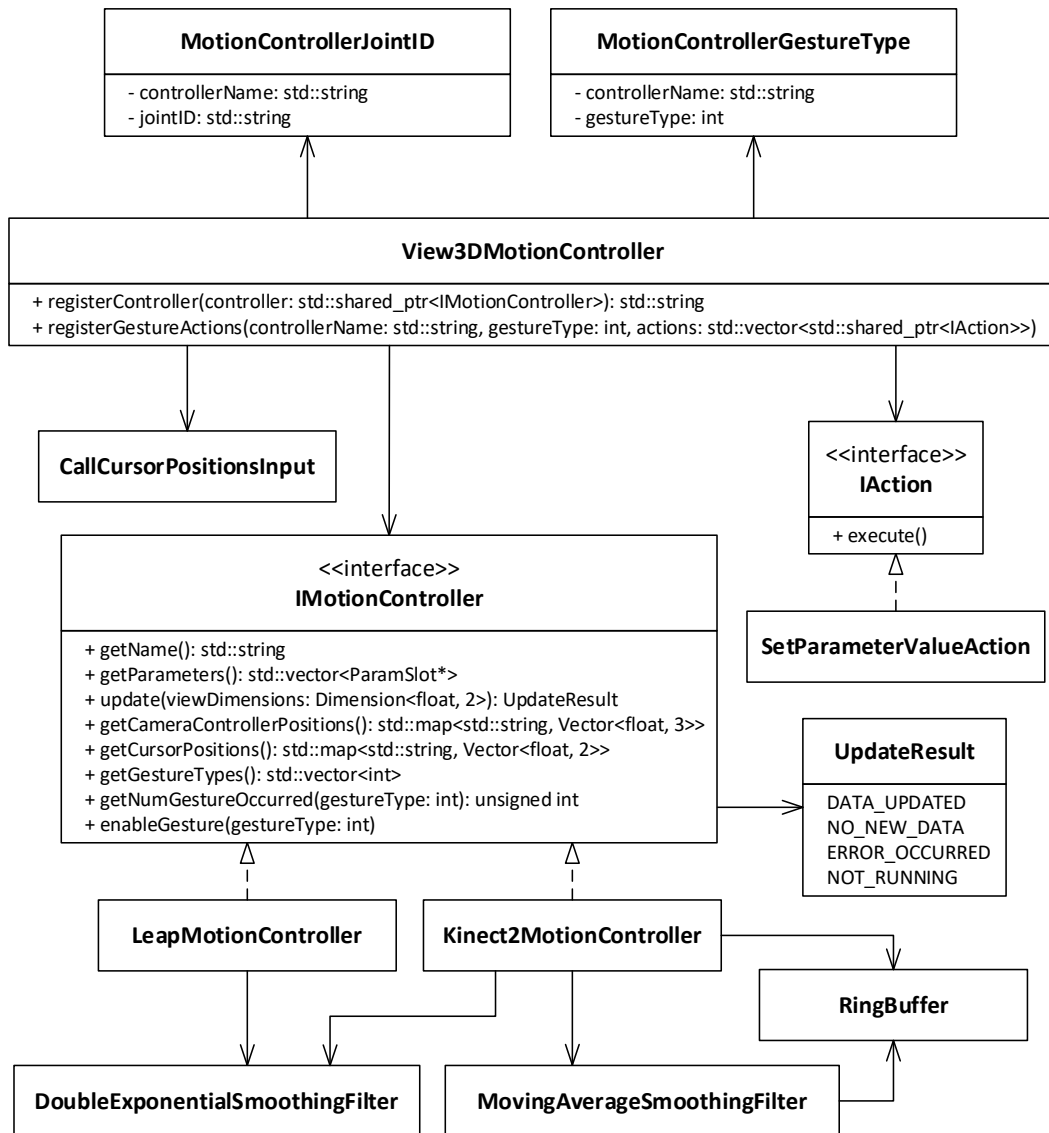 MotionControllerJointID
- controllerName: std::string
- jointID: std::string
MotionControllerGestureType
- controllerName: std::string
- gestureType: int
View3DMotionController
+ registerController(controller: std::shared_ptr<IMotionController>): std::string
+ registerGestureActions(controllerName: std::string, gestureType: int, actions: std::vector<std::shared_ptr<IAction>>)
CallCursorPositionsInput
<<interface>>
IAction
+ execute()
<<interface>>
IMotionController
+ getName(): std::string
+ getParameters(): std::vector<ParamSlot*>
+ update(viewDimensions: Dimension<float, 2>): UpdateResult
+ getCameraControllerPositions(): std::map<std::string, Vector<float, 3>>
+ getCursorPositions(): std::map<std::string, Vector<float, 2>>
+ getGestureTypes(): std::vector<int>
+ getNumGestureOccurred(gestureType: int): unsigned int
+ enableGesture(gestureType: int)
SetParameterValueAction
UpdateResult
DATA_UPDATED
NO_NEW_DATA
ERROR_OCCURRED
NOT_RUNNING
LeapMotionController
Kinect2MotionController
RingBuffer
DoubleExponentialSmoothingFilter
MovingAverageSmoothingFilter